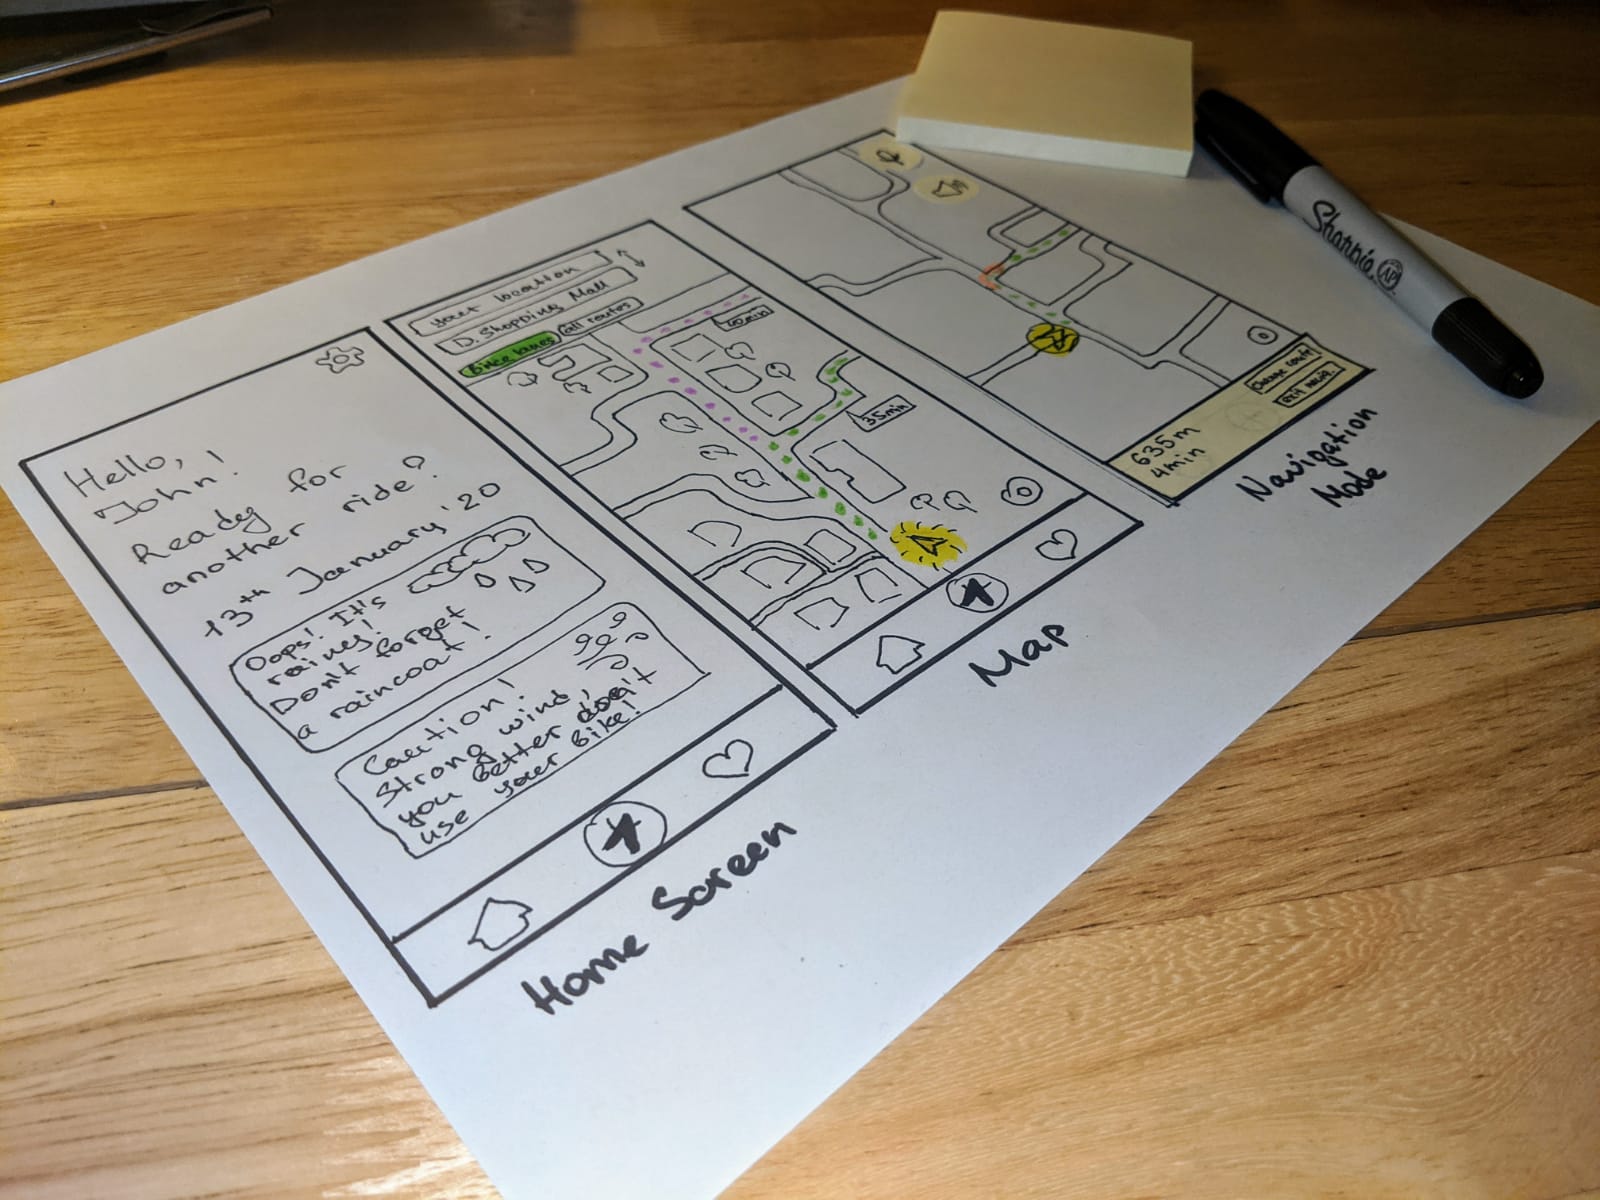 Hello,
John!
Ready for
another ride?
13th January '20
Oops! It's
rainy!
Don't forget
a raincoat!
Caution!
Strong wind,
you better don't
use your bike!
Home Screen
your location
D. Shopping Mall
Bike lanes
all routes
40min
35min
Map
635m
4min
Change route
exit navig.
Navigation
Mode
Sharpie
AP